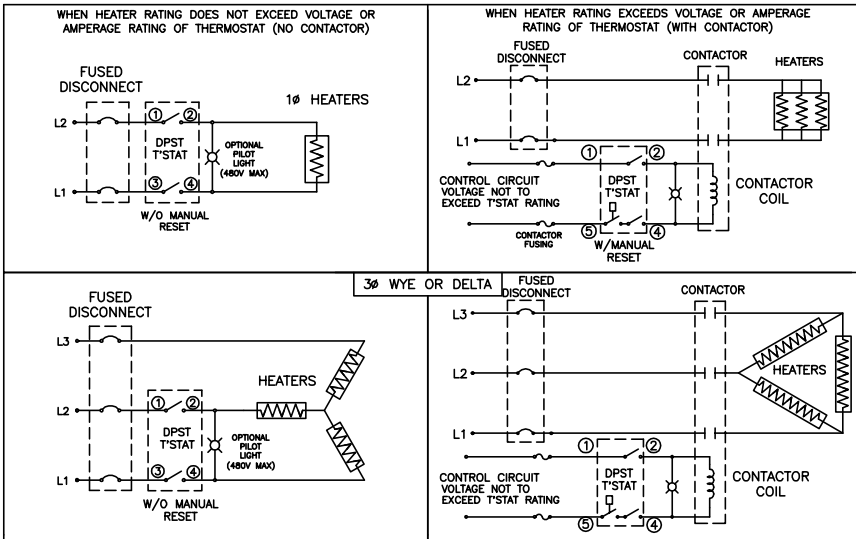 WHEN HEATER RATING DOES NOT EXCEED VOLTAGE OR
AMPERAGE RATING OF THERMOSTAT (NO CONTACTOR)
FUSED
DISCONNECT
1ø HEATERS
L2
① ②
DPST
T'STAT
OPTIONAL
PILOT
LIGHT
(480V MAX)
L1
③ ④
W/O MANUAL
RESET
WHEN HEATER RATING EXCEEDS VOLTAGE OR AMPERAGE
RATING OF THERMOSTAT (WITH CONTACTOR)
FUSED
DISCONNECT
CONTACTOR
HEATERS
L2
L1
① ②
CONTROL CIRCUIT
VOLTAGE NOT TO
EXCEED T'STAT RATING
DPST
T'STAT
CONTACTOR
COIL
CONTACTOR
FUSING
⑤ ④
W/MANUAL
RESET
3ø WYE OR DELTA
FUSED
DISCONNECT
L3
HEATERS
L2
① ②
DPST
T'STAT
OPTIONAL
PILOT
LIGHT
(480V MAX)
L1
③ ④
W/O MANUAL
RESET
FUSED
DISCONNECT
CONTACTOR
L3
L2
HEATERS
L1
① ②
CONTROL CIRCUIT
VOLTAGE NOT TO
EXCEED T'STAT RATING
DPST
T'STAT
CONTACTOR
COIL
⑤ ④